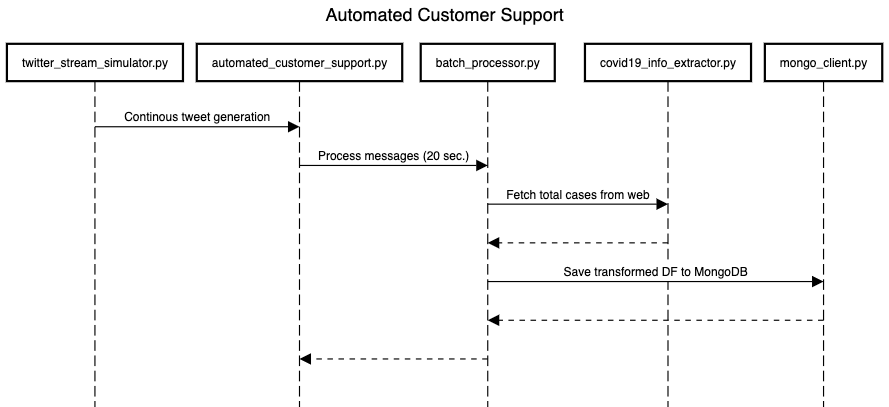 Automated Customer Support
twitter_stream_simulator.py
automated_customer_support.py
batch_processor.py
covid19_info_extractor.py
mongo_client.py
Continous tweet generation
Process messages (20 sec.)
Fetch total cases from web
Save transformed DF to MongoDB